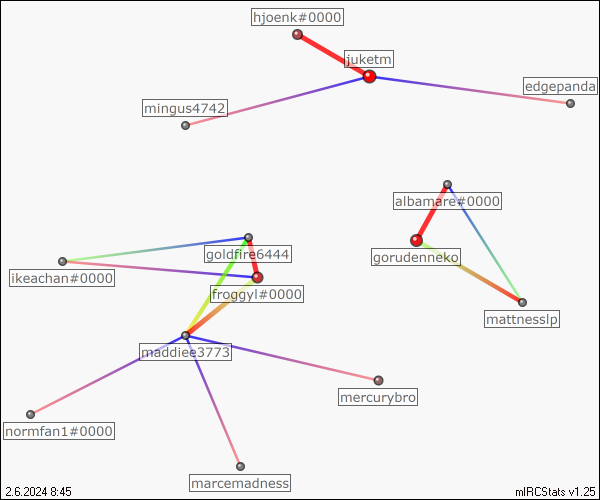 hjoenk#0000
juketm
edgepanda
mingus4742
albamare#0000
goldfire6444
gorudenneko
ikeachan#0000
froggyl#0000
mattnesslp
maddiee3773
mercurybro
normfan1#0000
marcemadness
2.6.2024 8:45
mIRCStats v1.25